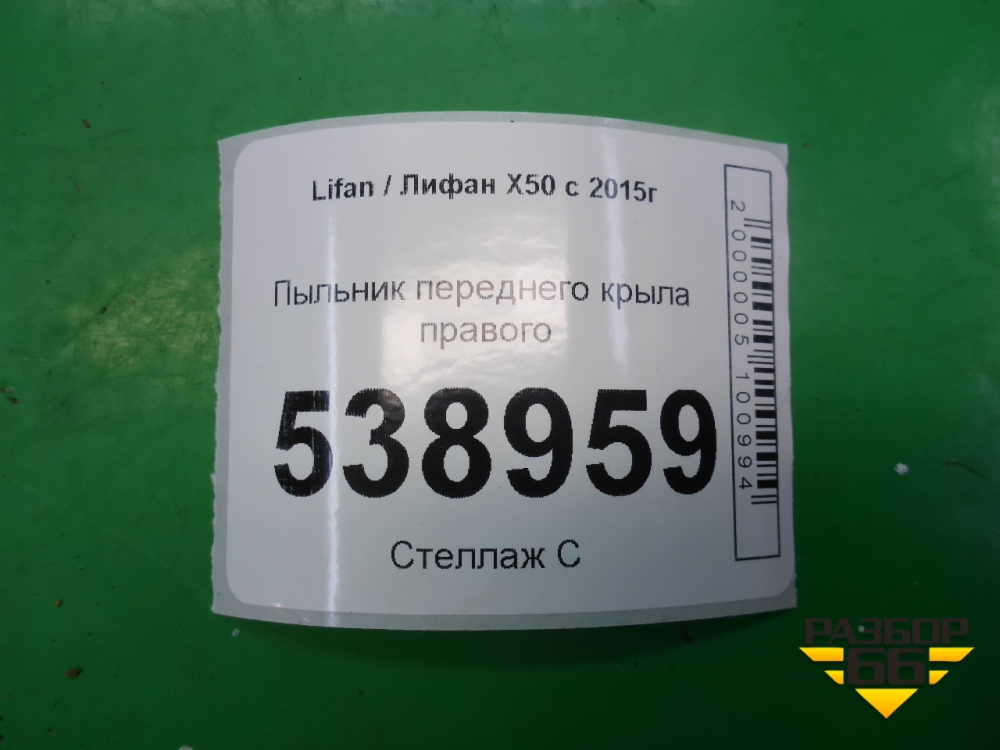 Lifan / Лифан X50 с 2015г
Пыльник переднего крыла
правого
538959
Стеллаж С
2000005100994
РАЗБОР
66